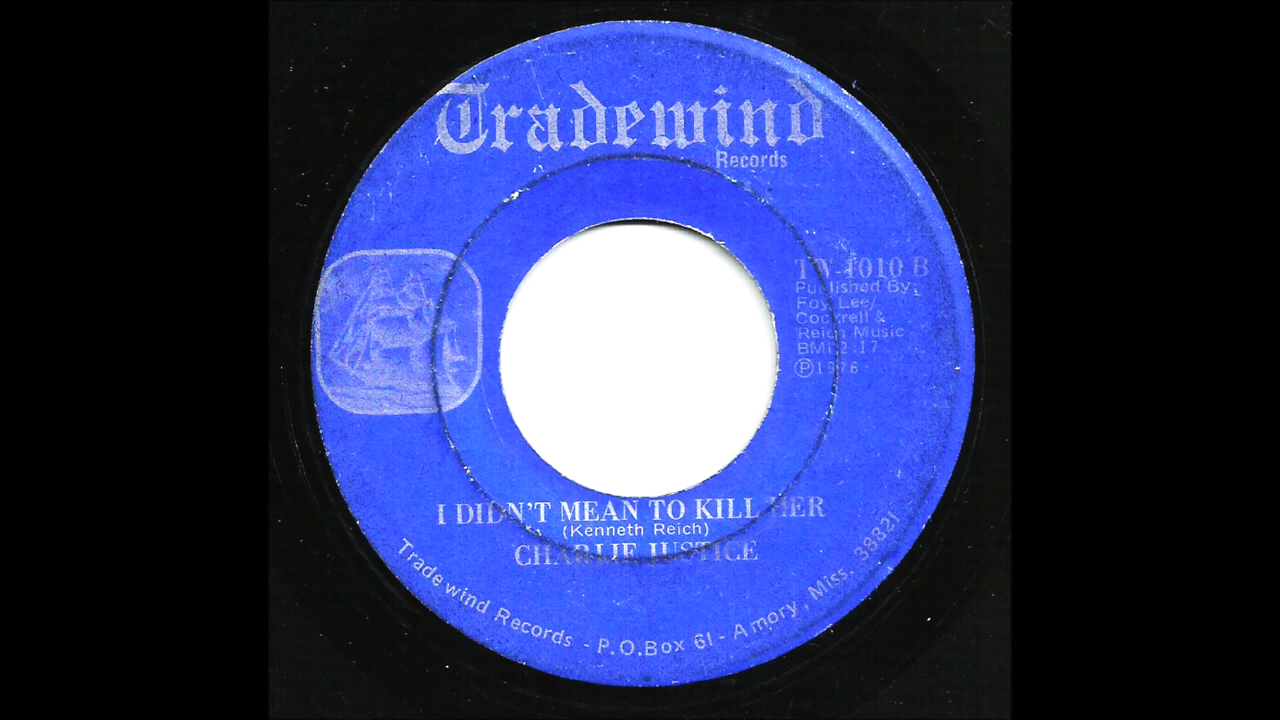 Tradewind
Records
TW-1010 B
Published By:
Foy Lee/
Cockrell &
Reich Music
BMI 2:17
Ⓟ1976
I DIDN'T MEAN TO KILL HER
(Kenneth Reich)
CHARLIE JUSTICE
Tradewind Records - P.O.Box 61 - Amory, Miss. 38821